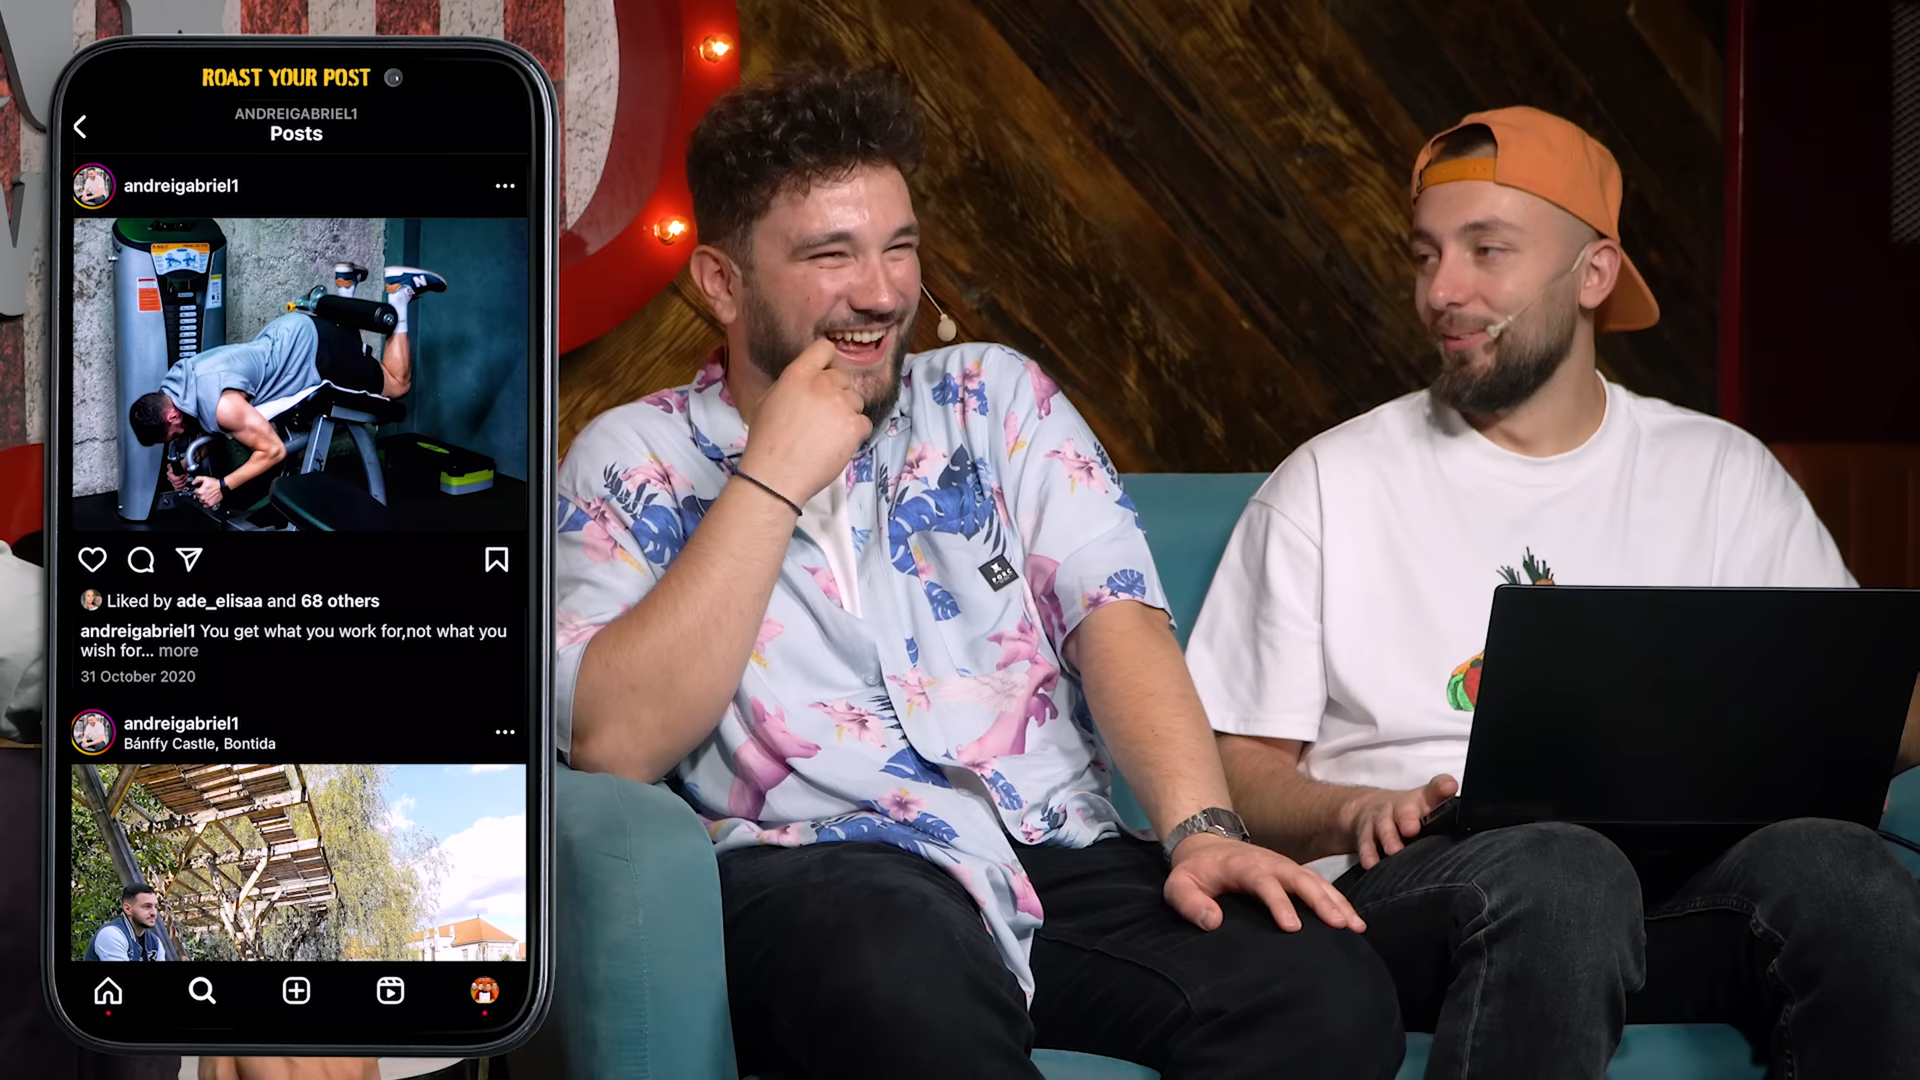 ROAST YOUR POST
ANDREIGABRIEL1
Posts
andreigabriel1
Liked by ade_elisaa and 68 others
andreigabriel1 You get what you work for,not what you
wish for... more
31 October 2020
andreigabriel1
Bánffy Castle, Bontida
PORC